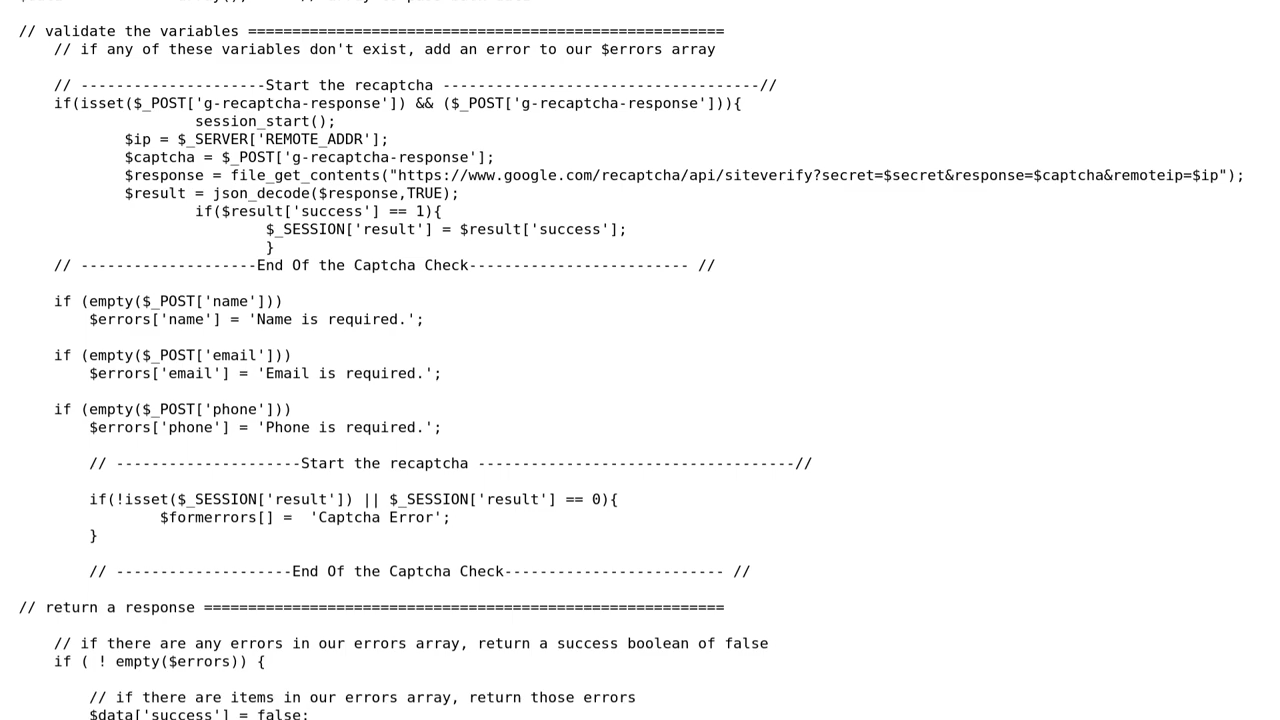 // validate the variables ======================================================
// if any of these variables don't exist, add an error to our $errors array
// ---------------------Start the recaptcha ------------------------------------//
if(isset($_POST['g-recaptcha-response']) && ($_POST['g-recaptcha-response'])){
session_start();
$ip = $_SERVER['REMOTE_ADDR'];
$captcha = $_POST['g-recaptcha-response'];
$response = file_get_contents("https://www.google.com/recaptcha/api/siteverify?secret=$secret&response=$captcha&remoteip=$ip");
$result = json_decode($response,TRUE);
if($result['success'] == 1){
$_SESSION['result'] = $result['success'];
}
// --------------------End Of the Captcha Check------------------------- //
if (empty($_POST['name']))
$errors['name'] = 'Name is required.';
if (empty($_POST['email']))
$errors['email'] = 'Email is required.';
if (empty($_POST['phone']))
$errors['phone'] = 'Phone is required.';
// ---------------------Start the recaptcha ------------------------------------//
if(!isset($_SESSION['result']) || $_SESSION['result'] == 0){
$formerrors[] =  'Captcha Error';
}
// --------------------End Of the Captcha Check------------------------- //
// return a response ===========================================================
// if there are any errors in our errors array, return a success boolean of false
if ( ! empty($errors)) {
// if there are items in our errors array, return those errors
$data['success'] = false;